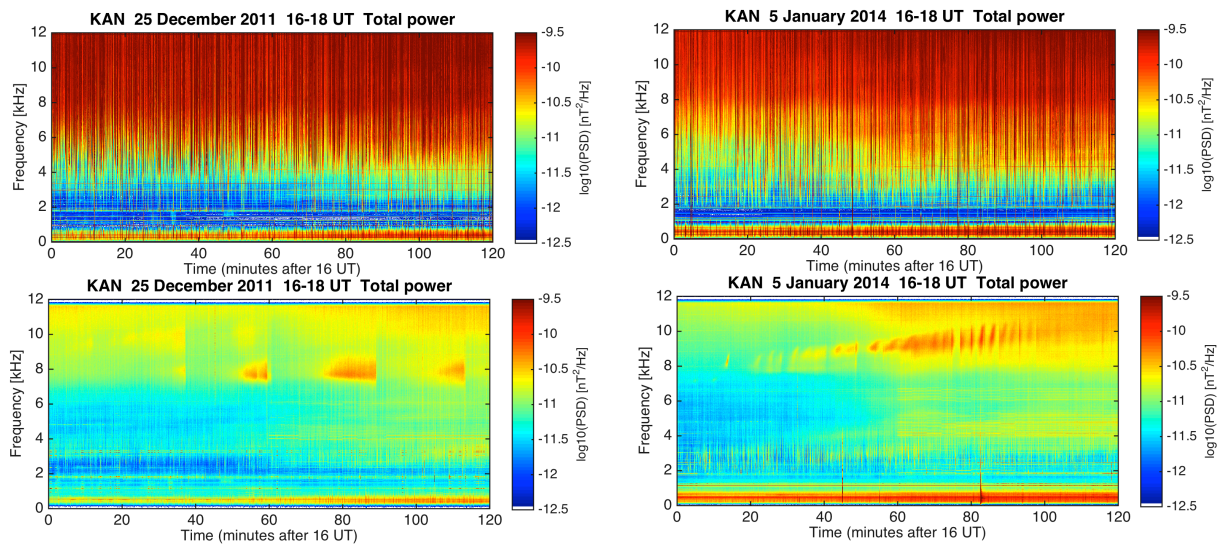 KAN 25 December 2011 16-18 UT Total power
12
10
8
6
4
2
0
Frequency [kHz]
0 20 40 60 80 100 120
Time (minutes after 16 UT)
-9.5
-10
-10.5
-11
-11.5
-12
-12.5
log10(PSD) [nT²/Hz]
KAN 5 January 2014 16-18 UT Total power
12
10
8
6
4
2
0
Frequency [kHz]
0 20 40 60 80 100 120
Time (minutes after 16 UT)
-9.5
-10
-10.5
-11
-11.5
-12
-12.5
log10(PSD) [nT²/Hz]
KAN 25 December 2011 16-18 UT Total power
12
10
8
6
4
2
0
Frequency [kHz]
0 20 40 60 80 100 120
Time (minutes after 16 UT)
-9.5
-10
-10.5
-11
-11.5
-12
-12.5
log10(PSD) [nT²/Hz]
KAN 5 January 2014 16-18 UT Total power
12
10
8
6
4
2
0
Frequency [kHz]
0 20 40 60 80 100 120
Time (minutes after 16 UT)
-9.5
-10
-10.5
-11
-11.5
-12
-12.5
log10(PSD) [nT²/Hz]